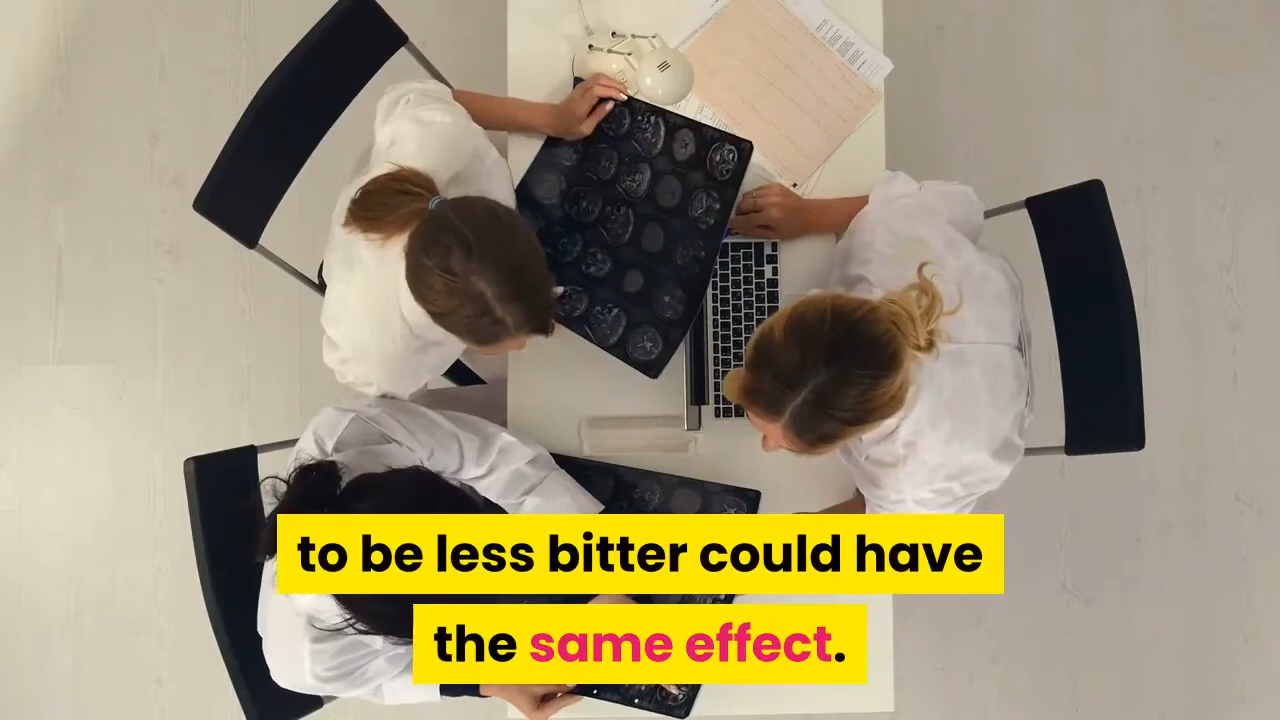 to be less bitter could have
the same effect.